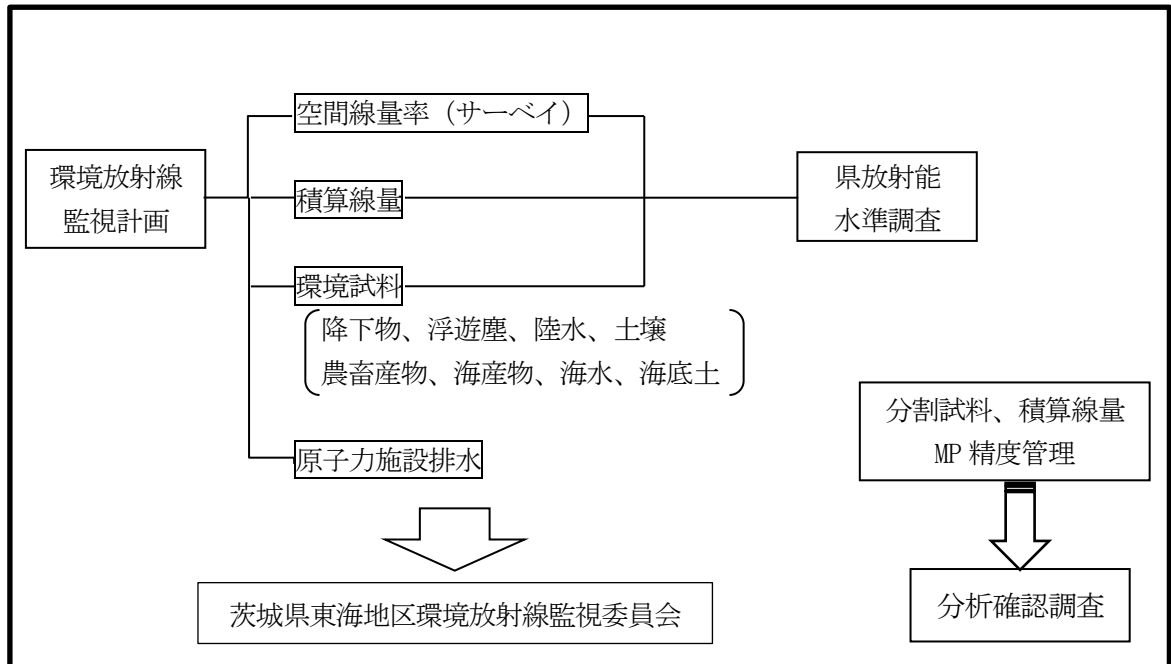 空間線量率（サーベイ）
環境放射線
監視計画
積算線量
県放射能
水準調査
環境試料
降下物、浮遊塵、陸水、土壌
農畜産物、海産物、海水、海底土
分割試料、積算線量
MP 精度管理
原子力施設排水
茨城県東海地区環境放射線監視委員会
分析確認調査